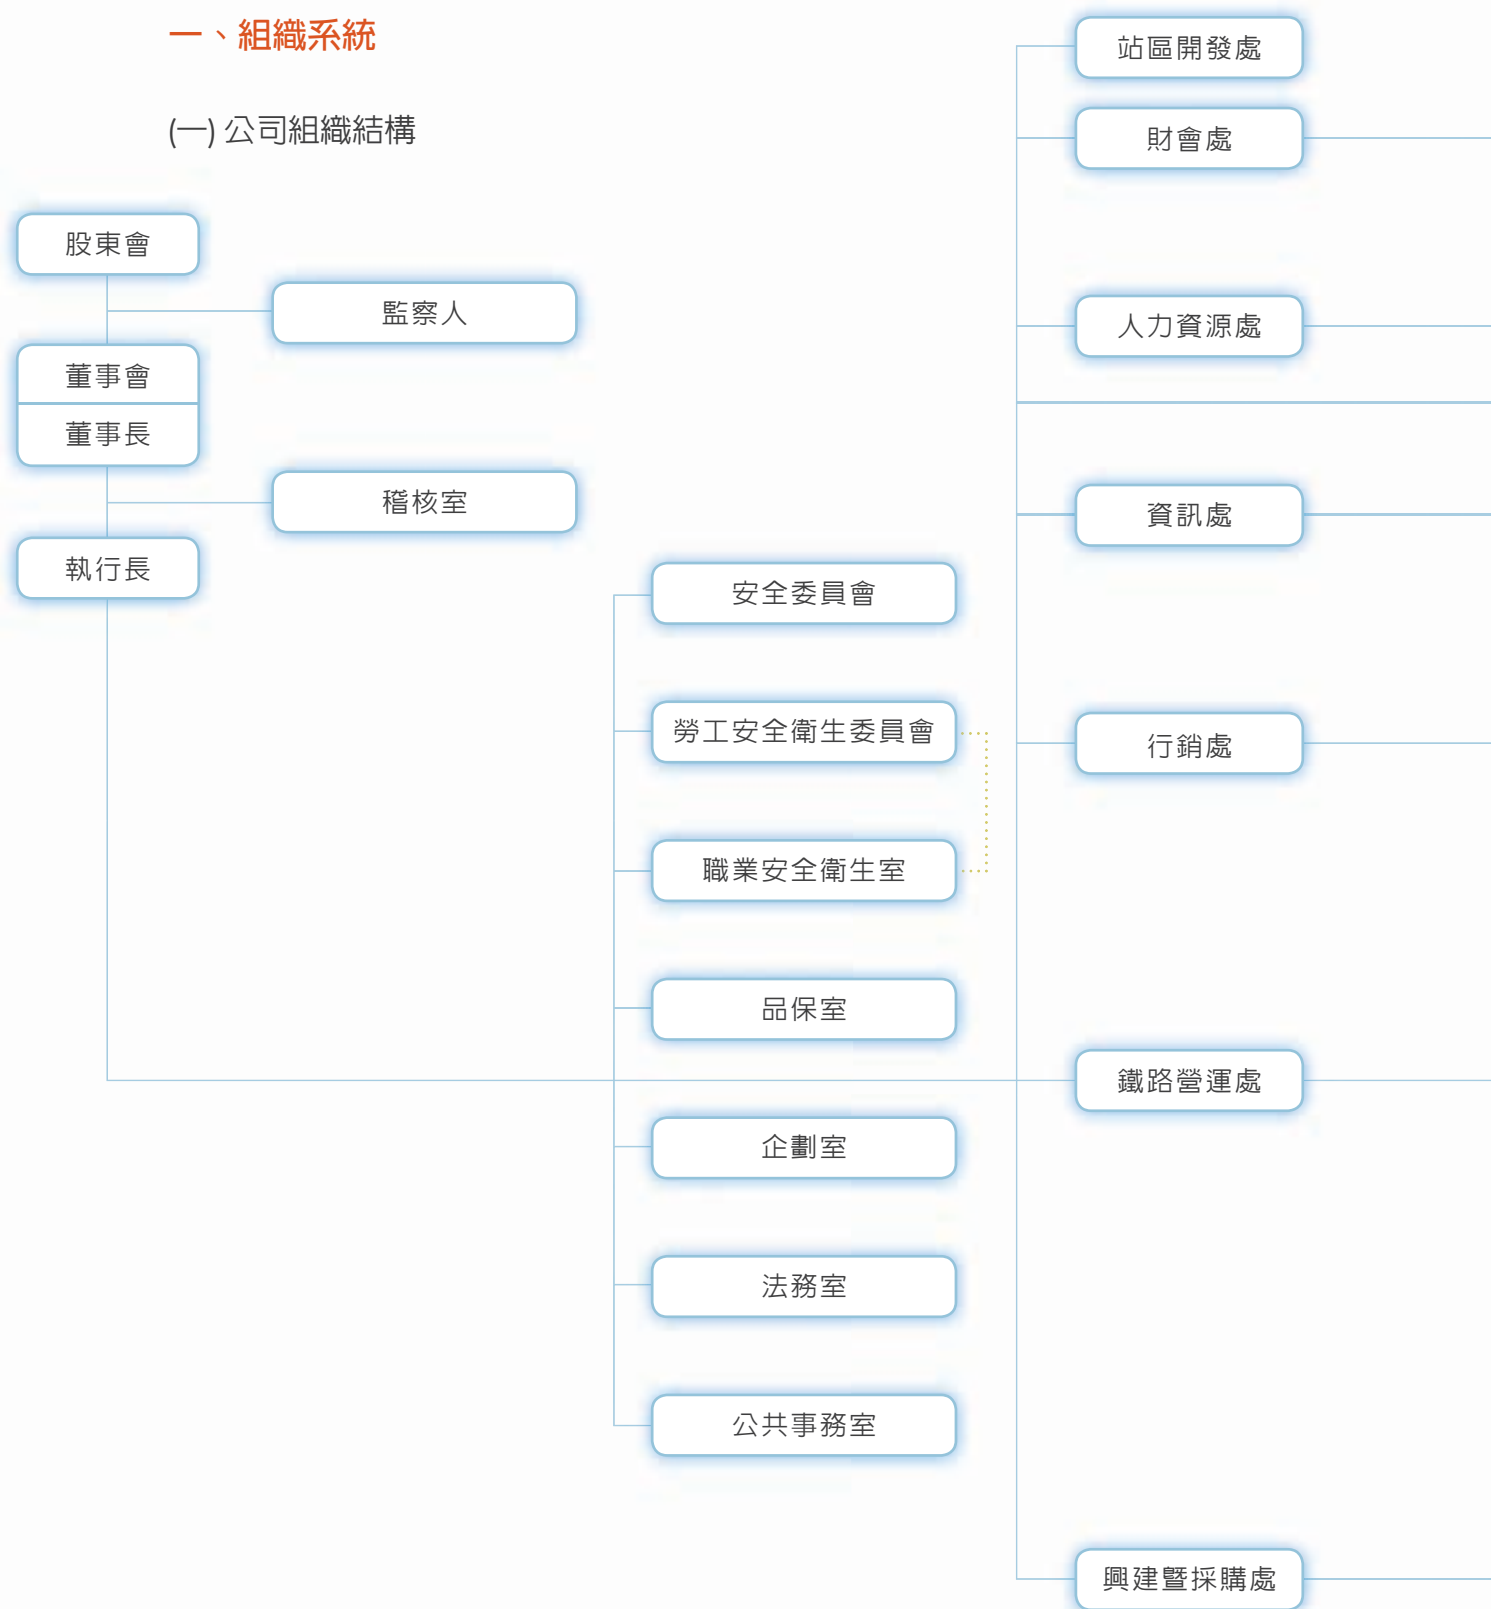 一、組織系統
(一) 公司組織結構
股東會
監察人
董事會
董事長
稽核室
執行長
安全委員會
勞工安全衛生委員會
職業安全衛生室
品保室
企劃室
法務室
公共事務室
站區開發處
財會處
人力資源處
資訊處
行銷處
鐵路營運處
興建暨採購處